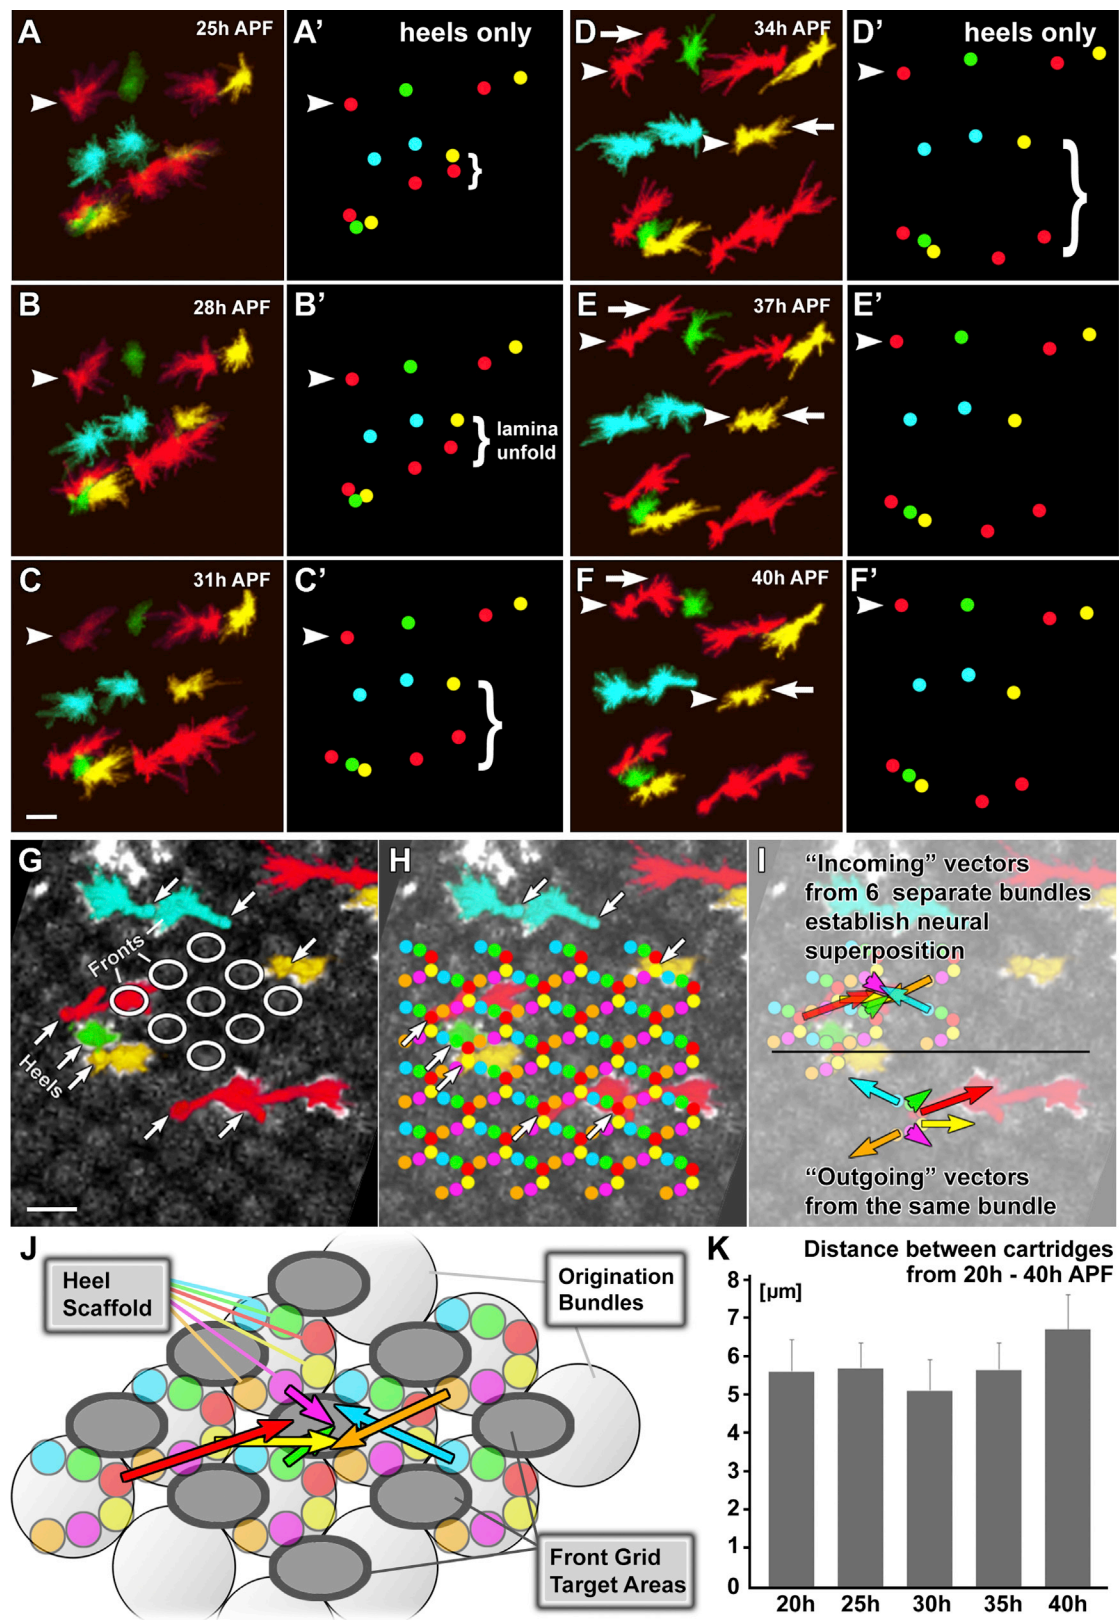 A
25h APF
A'
heels only
D
34h APF
D'
heels only
B
28h APF
B'
lamina
unfold
E
37h APF
E'
C
31h APF
C'
F
40h APF
F'
G
Fronts
Heels
H
I
"Incoming" vectors
from 6 separate bundles
establish neural
superposition
"Outgoing" vectors
from the same bundle
J
Heel
Scaffold
Origination
Bundles
Front Grid
Target Areas
K
Distance between cartridges
from 20h - 40h APF
[µm]
8
7
6
5
4
3
2
1
0
20h 25h 30h 35h 40h